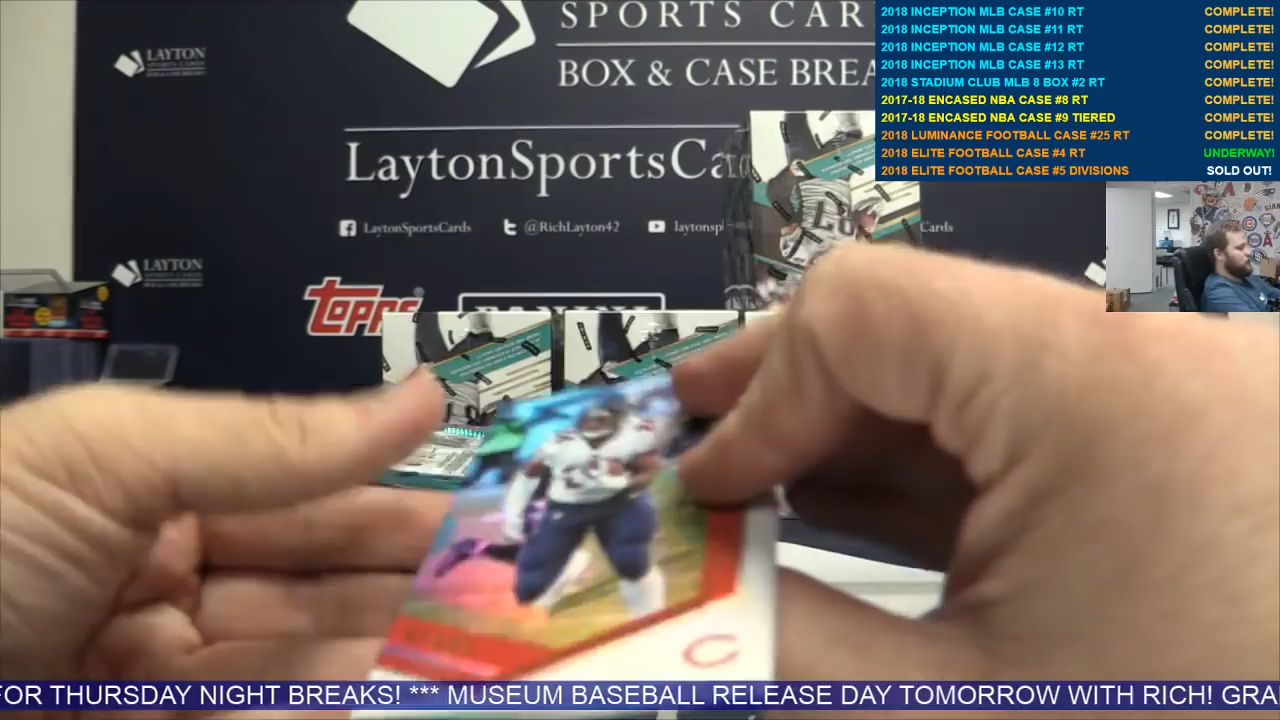 SPORTS CAR
BOX & CASE BREA
LaytonSportsCa
LaytonSportsCards
@RichLayton42
laytonsp
Cards
LAYTON
LAYTON
TOPPS
PANINI
2018 INCEPTION MLB CASE #10 RT COMPLETE!
2018 INCEPTION MLB CASE #11 RT COMPLETE!
2018 INCEPTION MLB CASE #12 RT COMPLETE!
2018 INCEPTION MLB CASE #13 RT COMPLETE!
2018 STADIUM CLUB MLB 8 BOX #2 RT COMPLETE!
2017-18 ENCASED NBA CASE #8 RT COMPLETE!
2017-18 ENCASED NBA CASE #9 TIERED COMPLETE!
2018 LUMINANCE FOOTBALL CASE #25 RT COMPLETE!
2018 ELITE FOOTBALL CASE #4 RT UNDERWAY!
2018 ELITE FOOTBALL CASE #5 DIVISIONS SOLD OUT!
FOR THURSDAY NIGHT BREAKS! *** MUSEUM BASEBALL RELEASE DAY TOMORROW WITH RICH! GRA